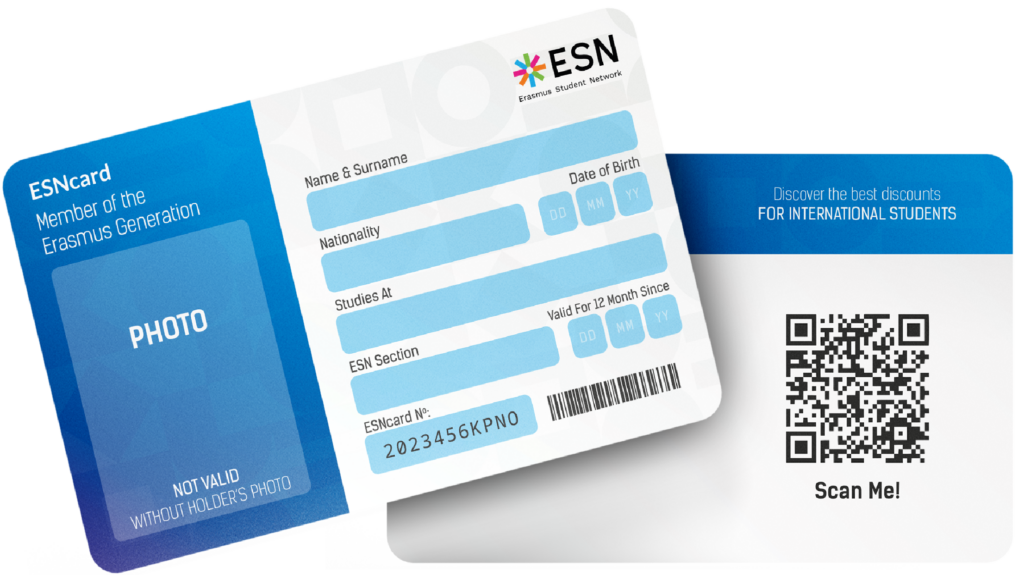 ESN
Erasmus Student Network
ESNcard
Member of the
Erasmus Generation
PHOTO
NOT VALID
WITHOUT HOLDER'S PHOTO
Name & Surname
Nationality
Date of Birth
DD MM YY
Studies At
ESN Section
Valid For 12 Month Since
DD MM YY
ESNcard Nº:
2023456KPNO
Discover the best discounts
FOR INTERNATIONAL STUDENTS
Scan Me!